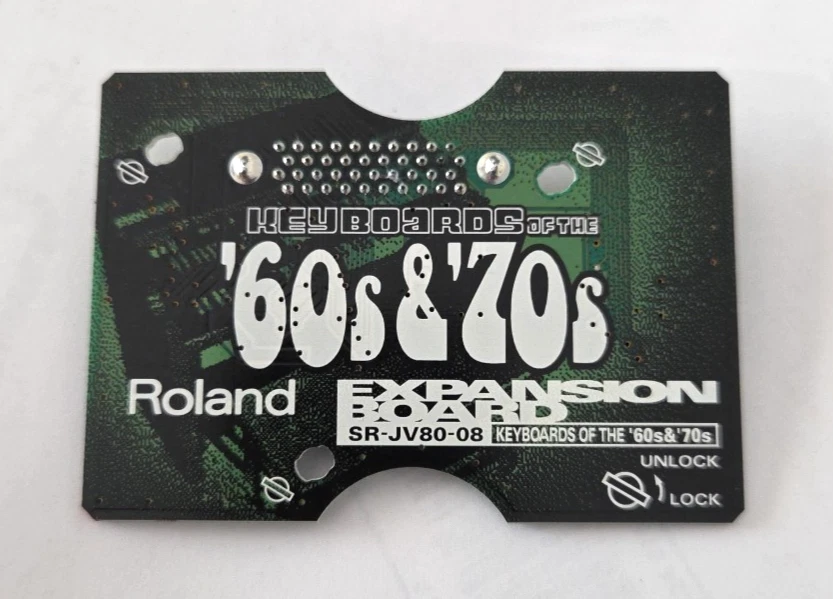 KEYBOARDS OF THE
'60s & '70s
Roland
EXPANSION
BOARD
SR-JV80-08 KEYBOARDS OF THE '60s&'70s
UNLOCK
LOCK